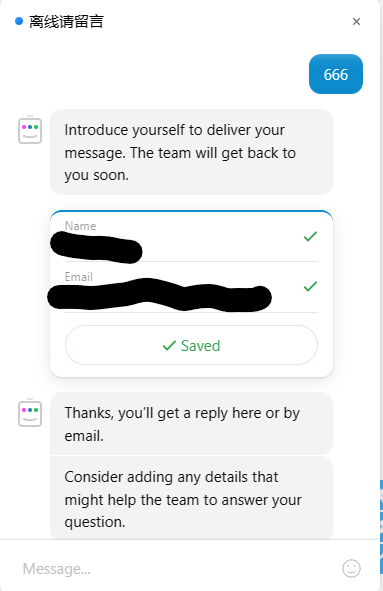 离线请留言
666
Introduce yourself to deliver your
message. The team will get back to
you soon.
Name
Email
Saved
Thanks, you’ll get a reply here or by
email.
Consider adding any details that
might help the team to answer your
question.
Message...